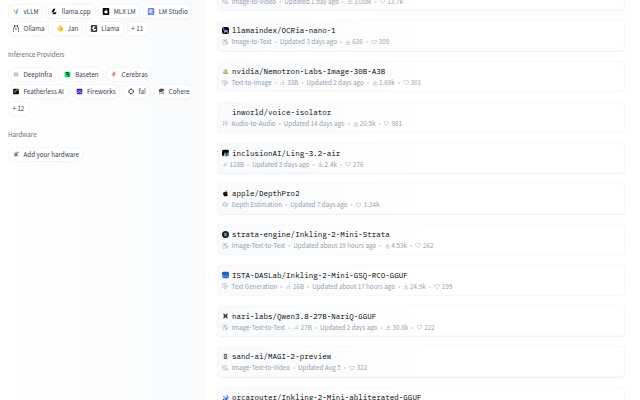 vLLM llama.cpp MLX LM LM Studio
Ollama Jan Llama +11
Inference Providers
DeepInfra Baseten Cerebras
Featherless AI Fireworks fal Cohere
+12
Hardware
Add your hardware
llamaindex/OCRia-nano-1
Image-to-Text • Updated 3 days ago • 636 • 309
nvidia/Nemotron-Labs-Image-30B-A3B
Text-to-Image • 33B • Updated 2 days ago • 1.69k • 301
inworld/voice-isolator
Audio-to-Audio • Updated 14 days ago • 20.5k • 981
inclusionAI/Ling-3.2-air
128B • Updated 3 days ago • 2.4k • 276
apple/DepthPro2
Depth Estimation • Updated 7 days ago • 1.24k
strata-engine/Inkling-2-Mini-Strata
Image-Text-to-Text • Updated about 19 hours ago • 4.53k • 262
ISTA-DASLab/Inkling-2-Mini-GSQ-RCO-GGUF
Text Generation • 16B • Updated about 17 hours ago • 24.9k • 239
nari-labs/Qwen3.8-27B-NariQ-GGUF
Image-Text-to-Text • 27B • Updated 2 days ago • 30.8k • 222
sand-ai/MAGI-2-preview
Image-Text-to-Video • Updated Aug 5 • 322
orcarouter/Inkling-2-Mini-abliterated-GGUF